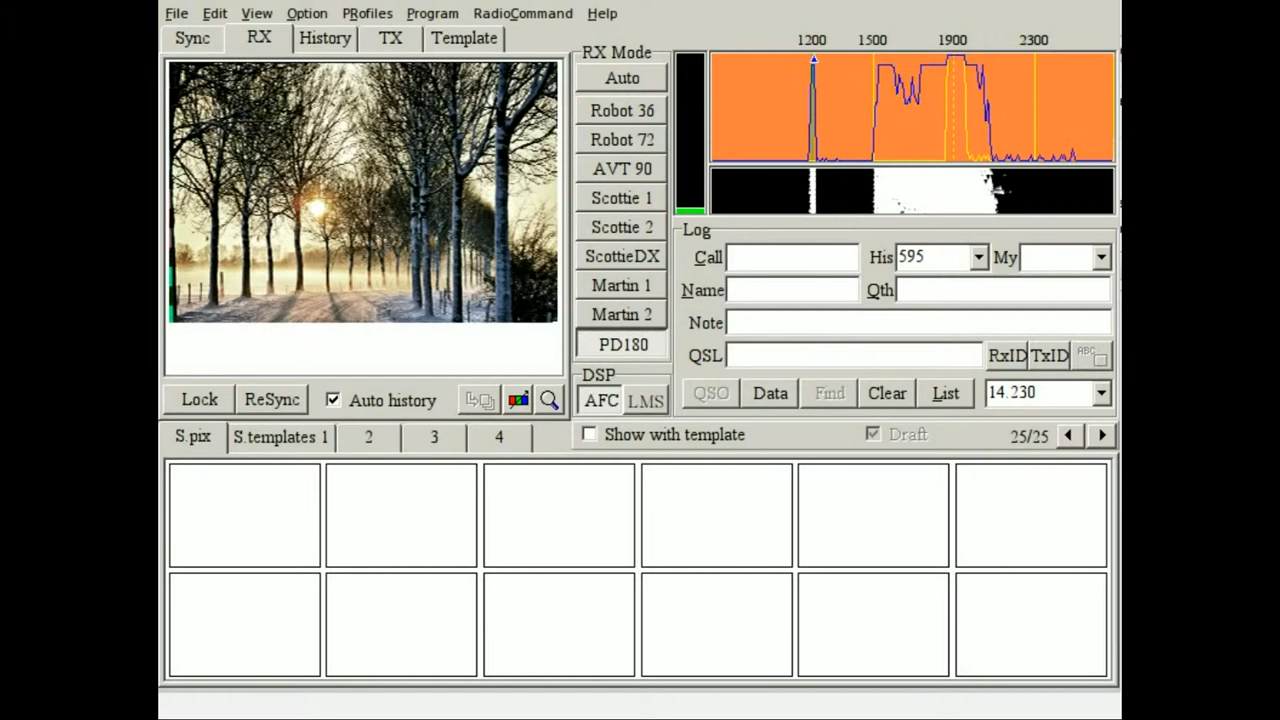 File Edit View Option PRofiles Program RadioCommand Help
Sync RX History TX Template
RX Mode
Auto
Robot 36
Robot 72
AVT 90
Scottie 1
Scottie 2
ScottieDX
Martin 1
Martin 2
PD180
DSP
AFC LMS
1200 1500 1900 2300
Log
Call His 595 My
Name Qth
Note
QSL RxID TxID ABC
QSO Data Find Clear List 14.230
Lock ReSync Auto history
S.pix S.templates 1 2 3 4
Show with template Draft 25/25